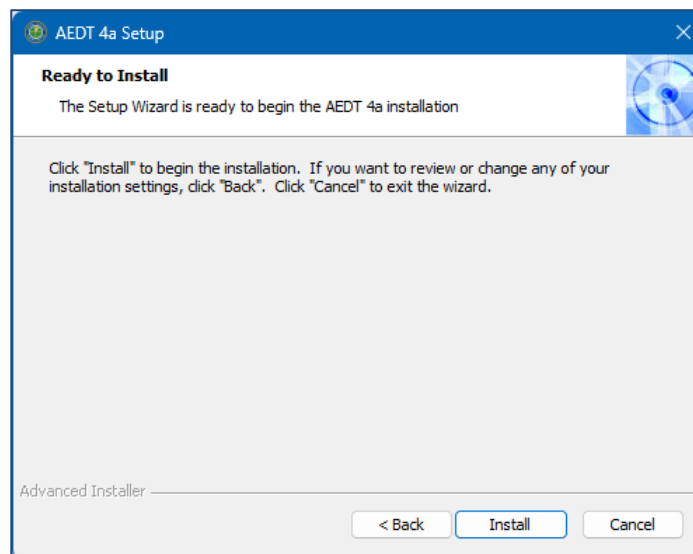 AEDT 4a Setup
Ready to Install
The Setup Wizard is ready to begin the AEDT 4a installation
Click "Install" to begin the installation.  If you want to review or change any of your
installation settings, click "Back".  Click "Cancel" to exit the wizard.
Advanced Installer
< Back
Install
Cancel